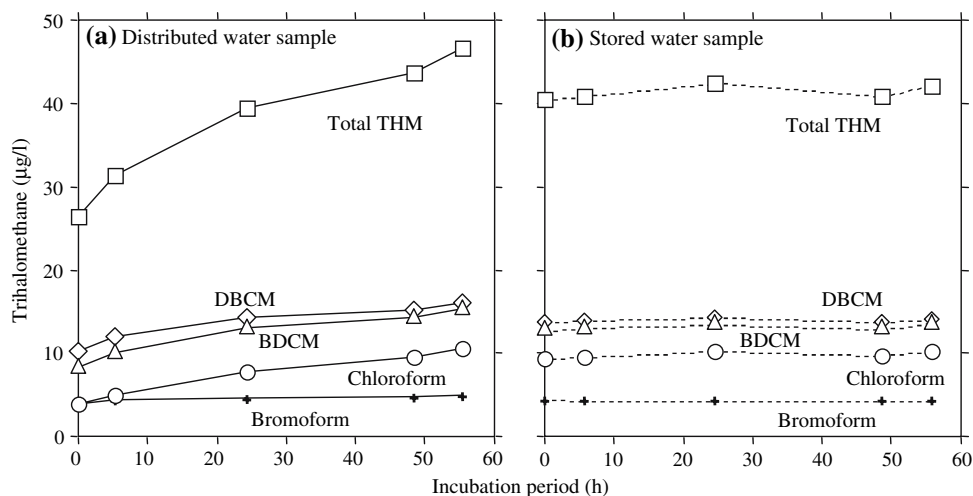 (a) Distributed water sample
(b) Stored water sample
Trihalomethane (μg/l)
50
40
30
20
10
0
Total THM
DBCM
BDCM
Chloroform
Bromoform
0 10 20 30 40 50 60
Total THM
DBCM
BDCM
Chloroform
Bromoform
0 10 20 30 40 50 60
Incubation period (h)